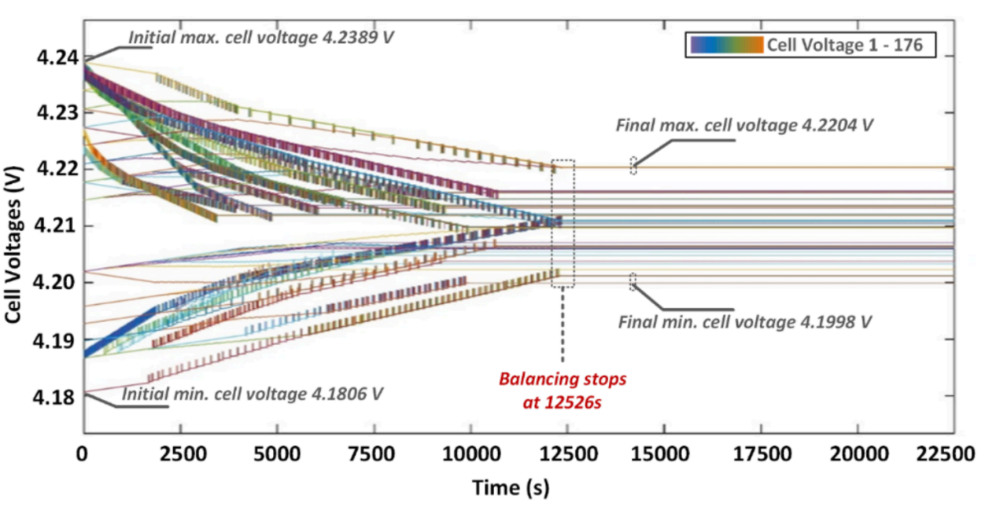 Initial max. cell voltage 4.2389 V
Cell Voltage 1 - 176
4.24
4.23
4.22
4.21
4.20
4.19
4.18
Cell Voltages (V)
Final max. cell voltage 4.2204 V
Final min. cell voltage 4.1998 V
Balancing stops
at 12526s
Initial min. cell voltage 4.1806 V
0 2500 5000 7500 10000 12500 15000 17500 20000 22500
Time (s)